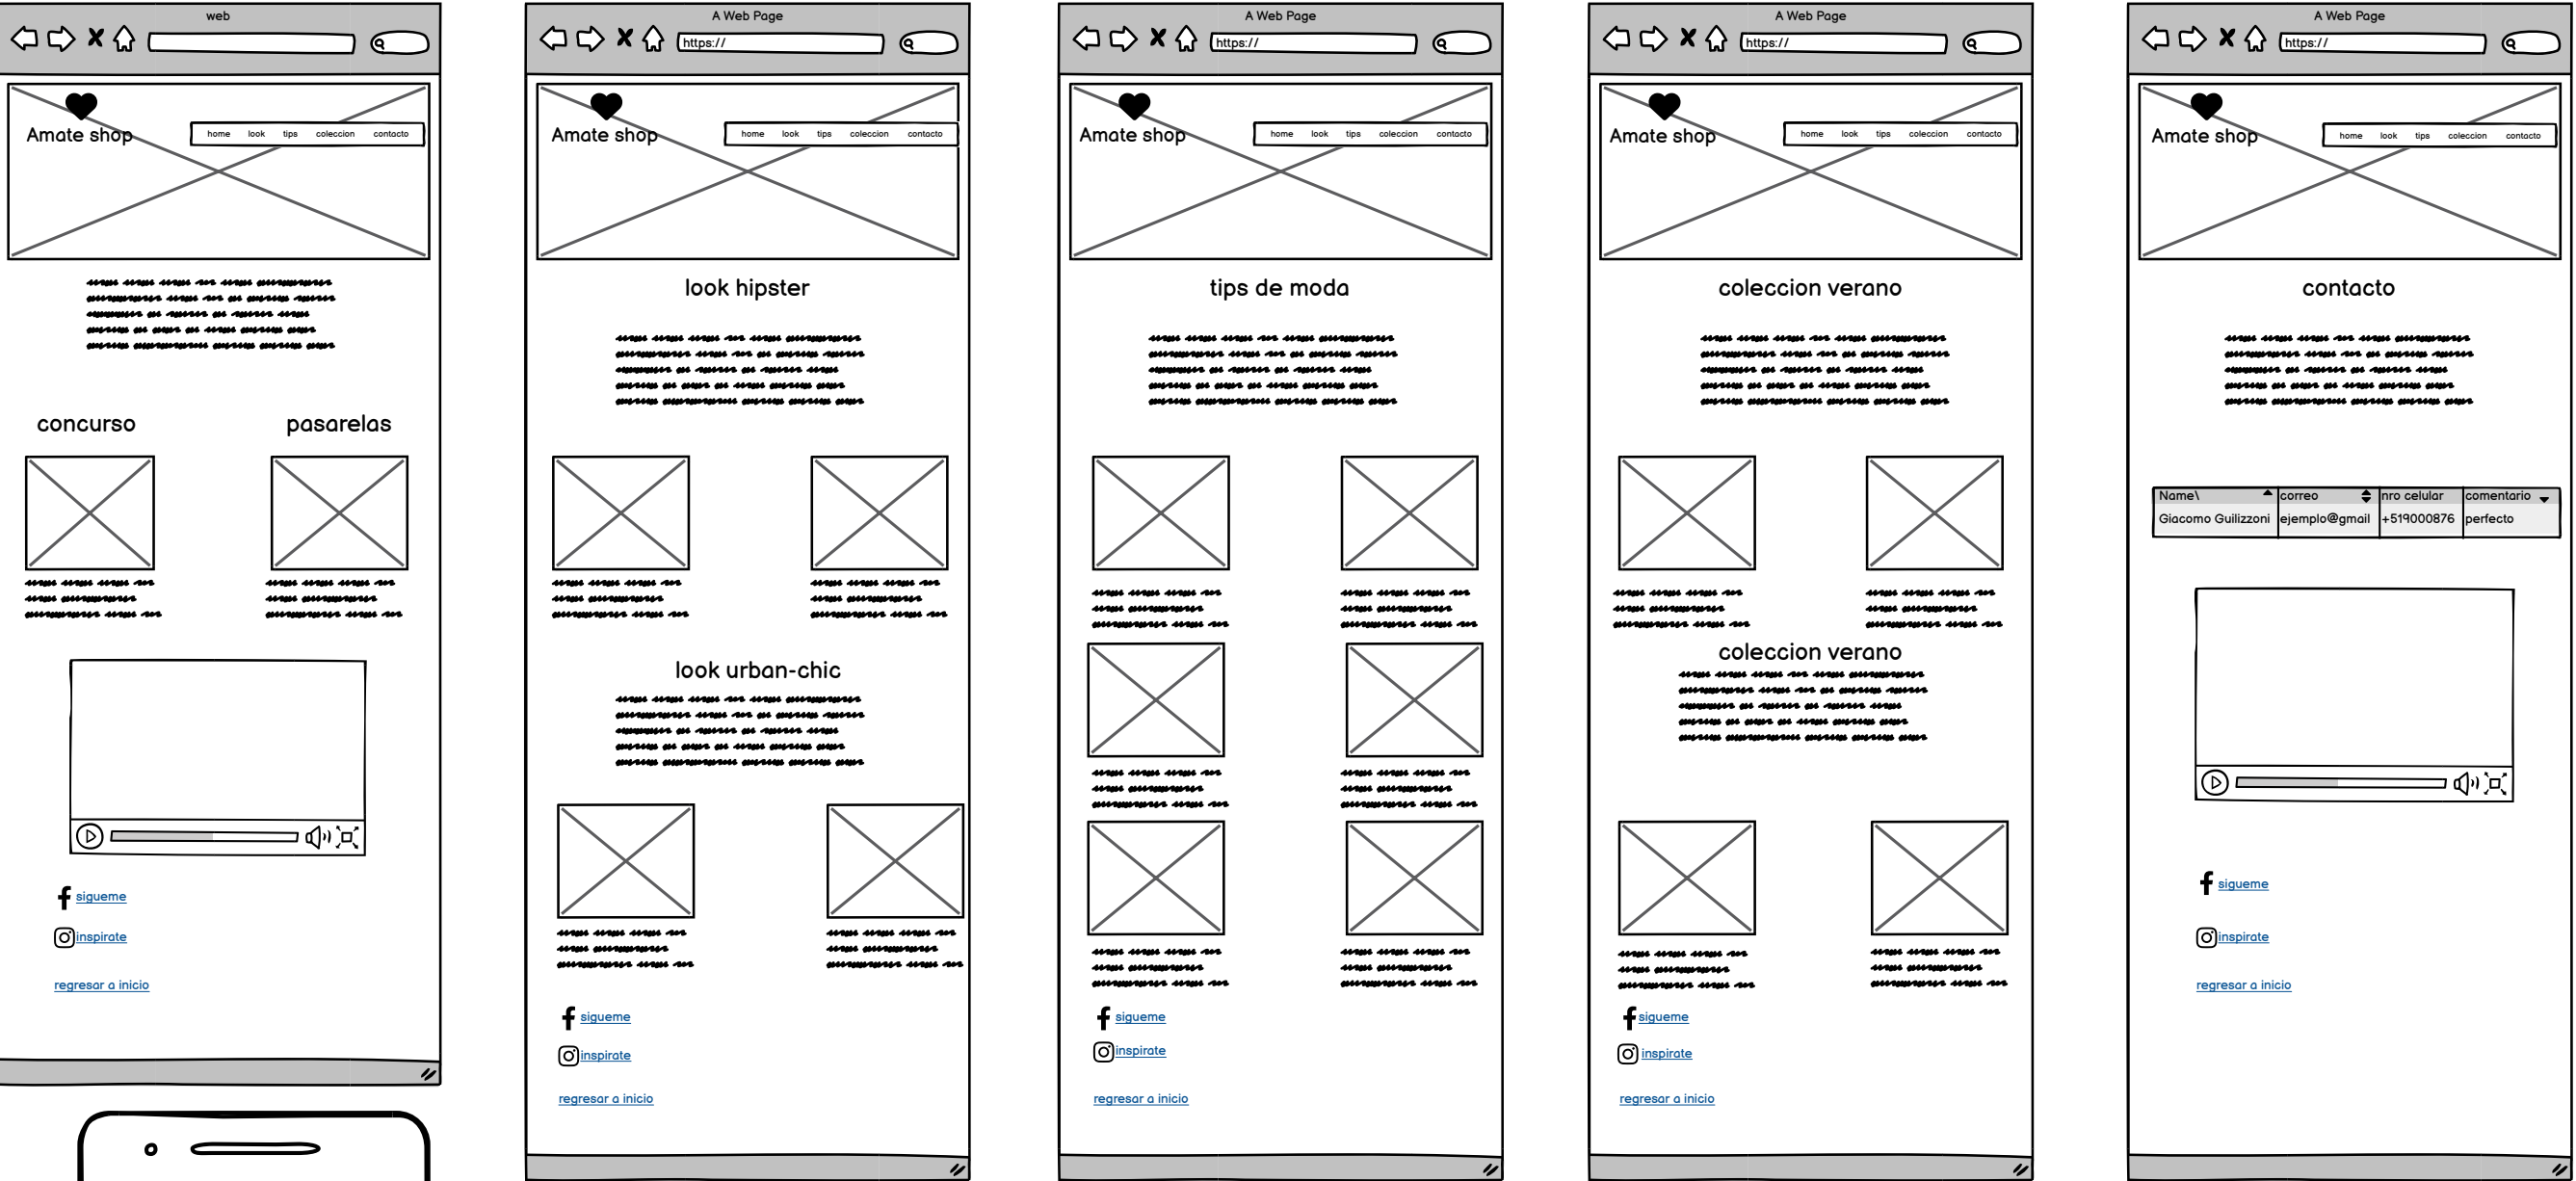 web
Amate shop
home look tips coleccion contacto
concurso
pasarelas
sigueme
inspirate
regresar a inicio
A Web Page
https://
Amate shop
home look tips coleccion contacto
look hipster
look urban-chic
sigueme
inspirate
regresar a inicio
A Web Page
https://
Amate shop
home look tips coleccion contacto
tips de moda
sigueme
inspirate
regresar a inicio
A Web Page
https://
Amate shop
home look tips coleccion contacto
coleccion verano
coleccion verano
sigueme
inspirate
regresar a inicio
A Web Page
https://
Amate shop
home look tips coleccion contacto
contacto
Name\ correo nro celular comentario
Giacomo Guilizzoni ejemplo@gmail +519000876 perfecto
sigueme
inspirate
regresar a inicio